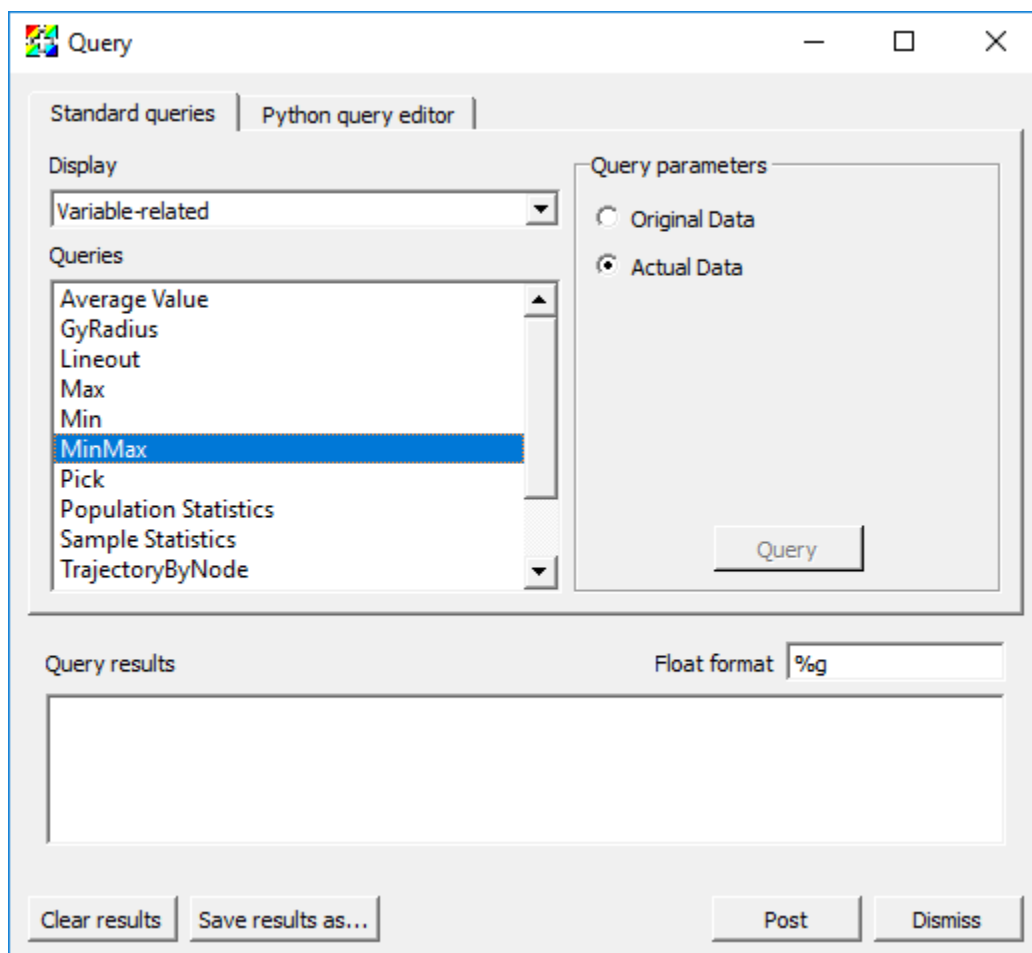 Query
Standard queries
Python query editor
Display
Variable-related
Queries
Average Value
GyRadius
Lineout
Max
Min
MinMax
Pick
Population Statistics
Sample Statistics
TrajectoryByNode
Query parameters
Original Data
Actual Data
Query
Query results
Float format %g
Clear results
Save results as...
Post
Dismiss